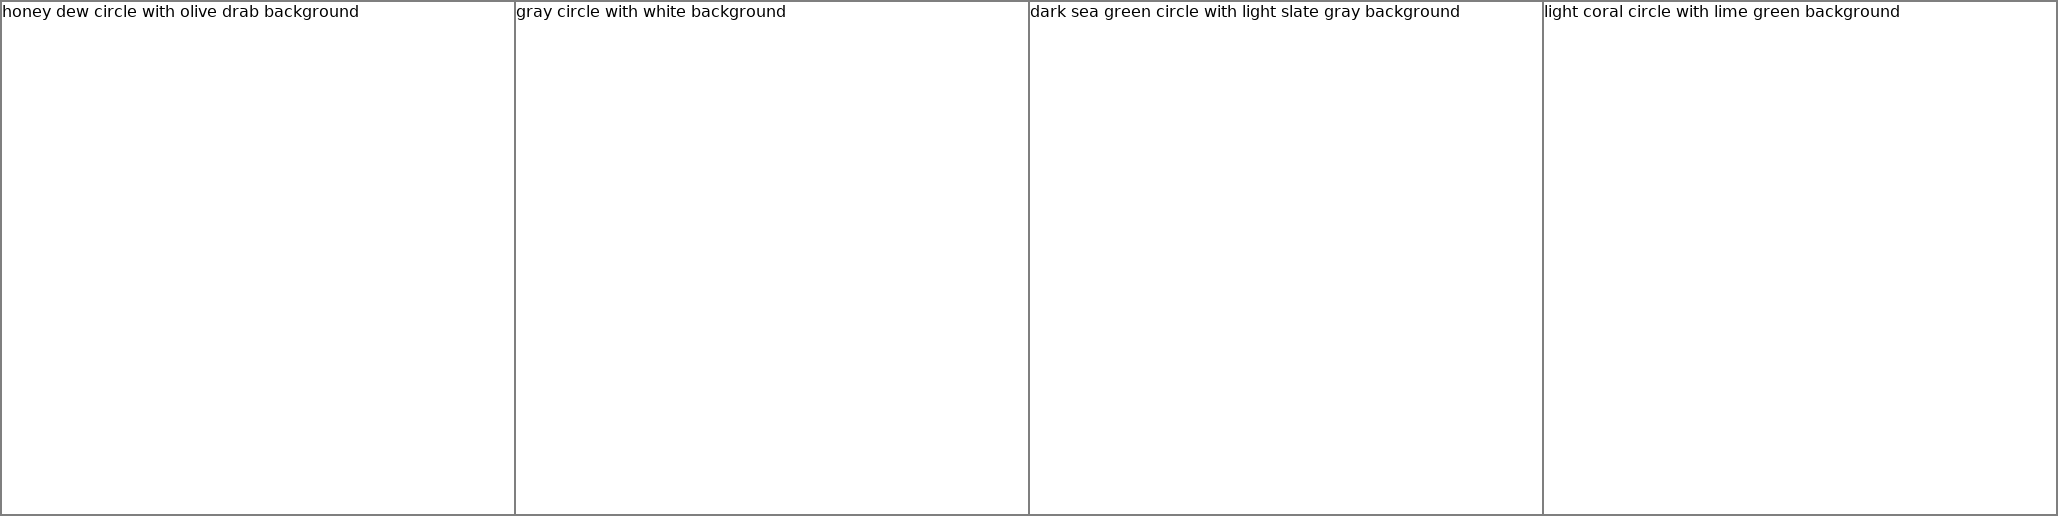 honey dew circle with olive drab background
gray circle with white background
dark sea green circle with light slate gray background
light coral circle with lime green background